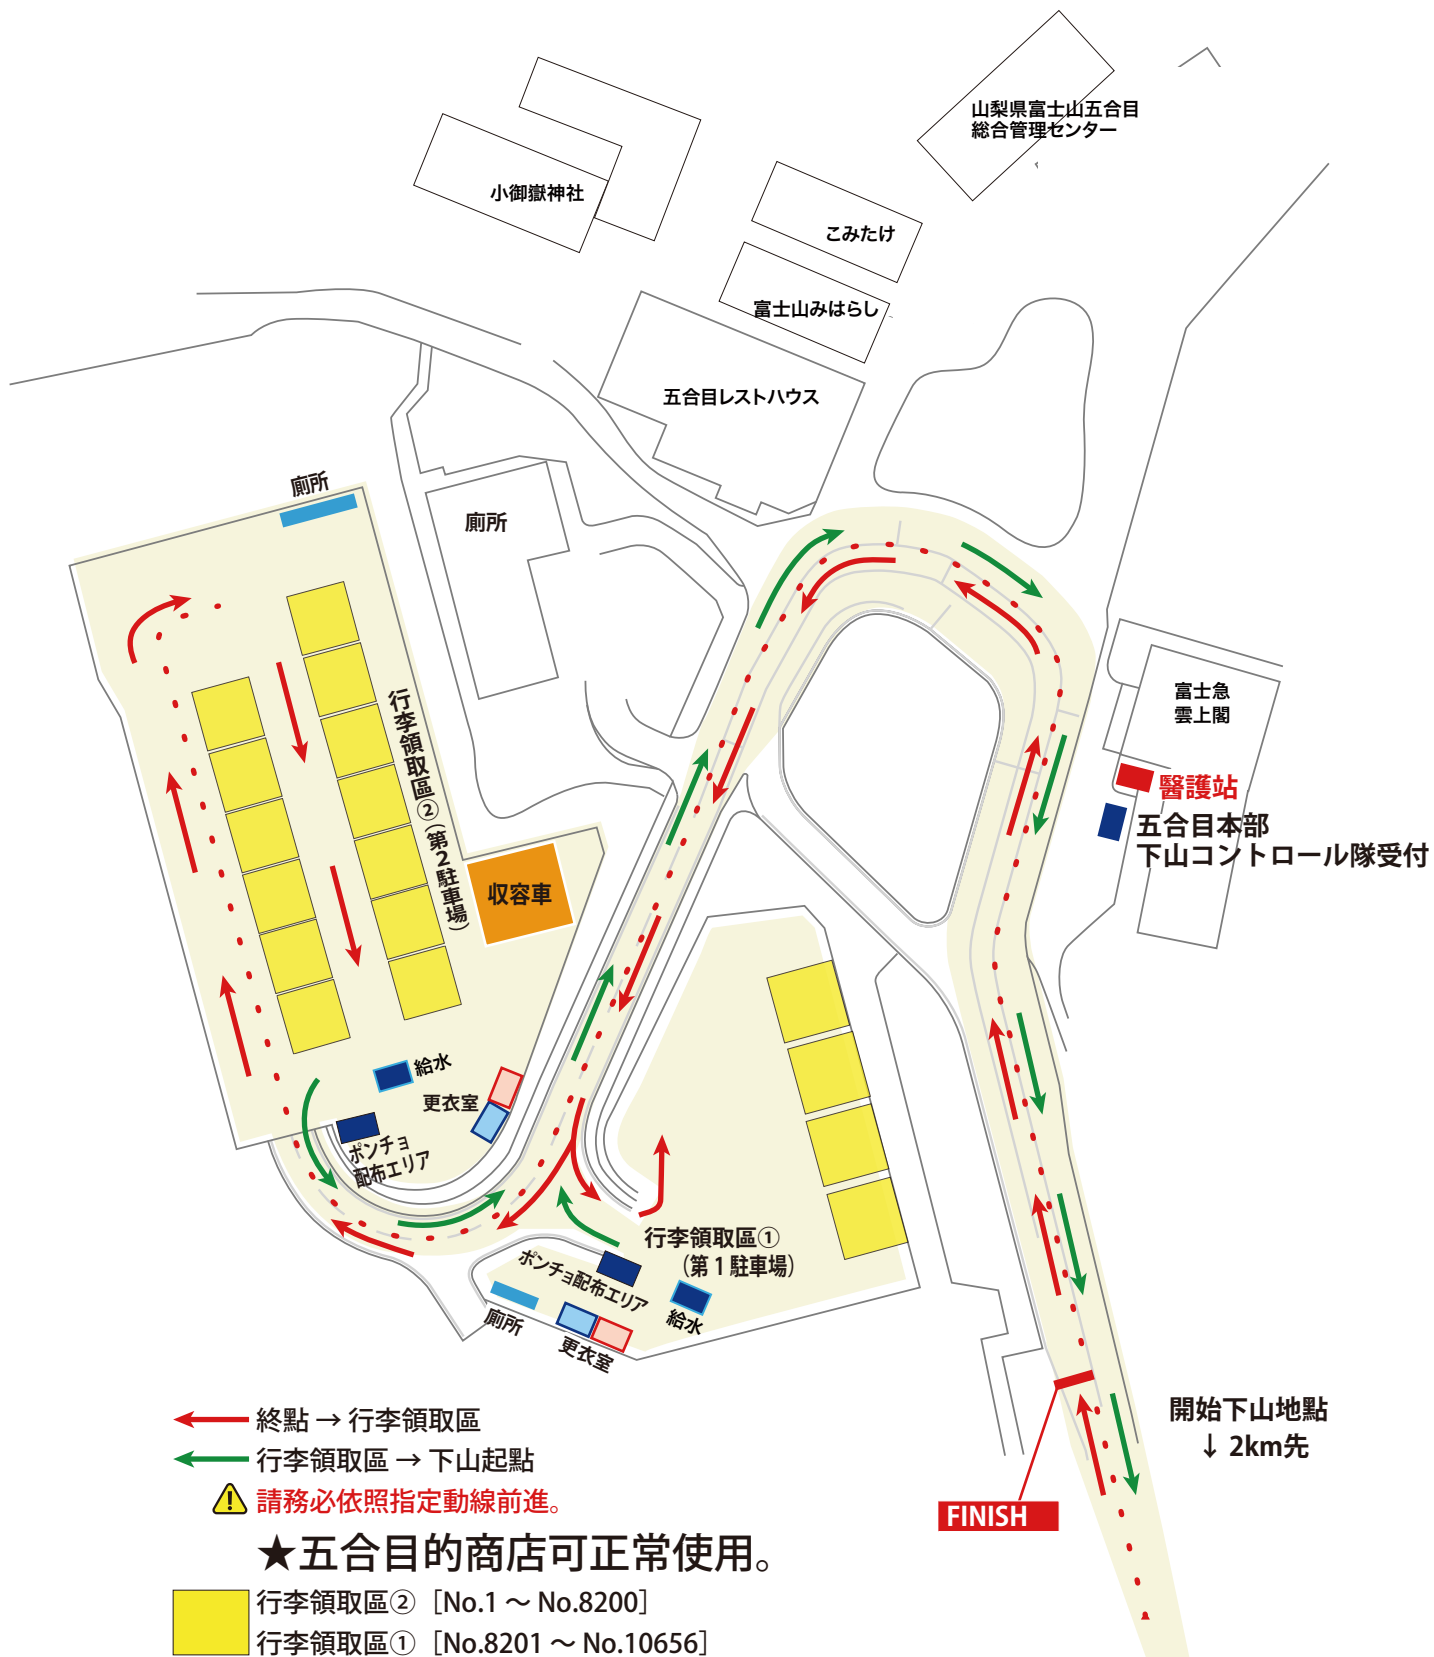 山梨県富士山五合目
総合管理センター
小御嶽神社
こみたけ
富士山みはらし
五合目レストハウス
廁所
廁所
行李領取區②(第2駐車場)
収容車
富士急
雲上閣
醫護站
五合目本部
下山コントロール隊受付
給水
更衣室
ポンチョ
配布エリア
行李領取區①
(第1駐車場)
ポンチョ配布エリア
給水
廁所
更衣室
開始下山地點
↓ 2km先
FINISH
終點 → 行李領取區
行李領取區 → 下山起點
請務必依照指定動線前進。
★五合目的商店可正常使用。
行李領取區② [No.1 ~ No.8200]
行李領取區① [No.8201 ~ No.10656]